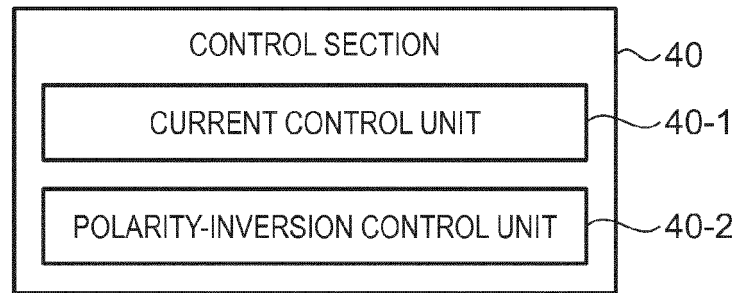 CONTROL SECTION
40
CURRENT CONTROL UNIT
40-1
POLARITY-INVERSION CONTROL UNIT
40-2